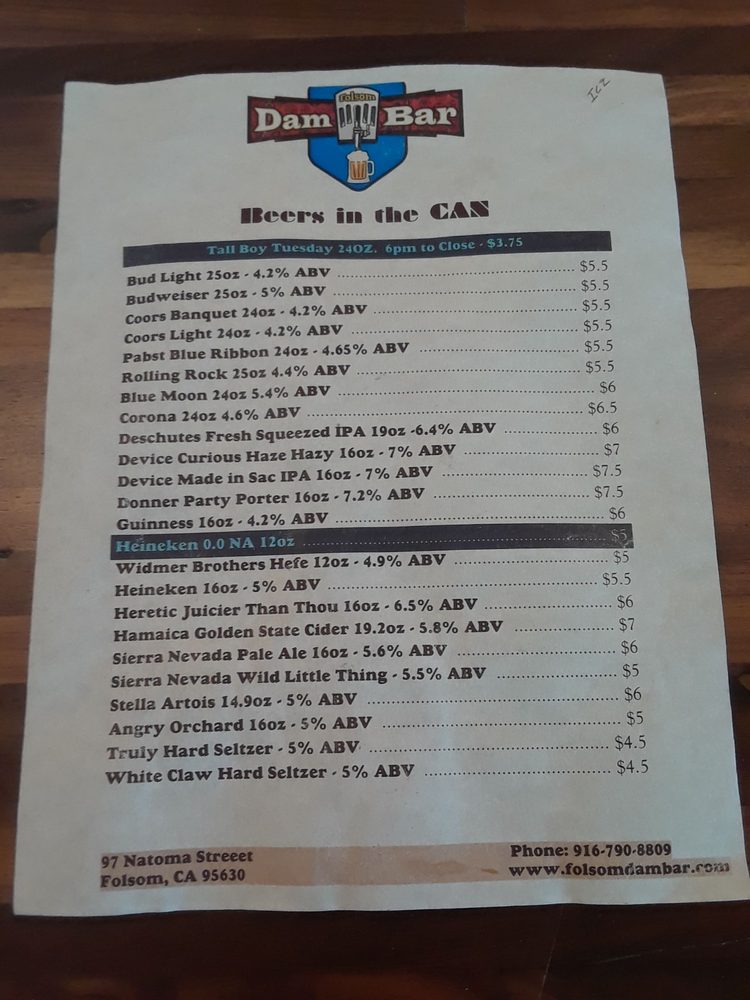 Folsom
Dam Bar
Beers in the CAN
Tall Boy Tuesday 24OZ. 6pm to Close - $3.75
Bud Light 25oz - 4.2% ABV ........ $5.5
Budweiser 25oz - 5% ABV ........ $5.5
Coors Banquet 24oz - 4.2% ABV ........ $5.5
Coors Light 24oz - 4.2% ABV ........ $5.5
Pabst Blue Ribbon 24oz - 4.65% ABV ........ $5.5
Rolling Rock 25oz 4.4% ABV ........ $5.5
Blue Moon 24oz 5.4% ABV ........ $6
Corona 24oz 4.6% ABV ........ $6.5
Deschutes Fresh Squeezed IPA 19oz -6.4% ABV ........ $6
Device Curious Haze Hazy 16oz - 7% ABV ........ $7
Device Made in Sac IPA 16oz - 7% ABV ........ $7.5
Donner Party Porter 16oz - 7.2% ABV ........ $7.5
Guinness 16oz - 4.2% ABV ........ $6
Heineken 0.0 NA 12oz ........ $5
Widmer Brothers Hefe 12oz - 4.9% ABV ........ $5
Heineken 16oz - 5% ABV ........ $5.5
Heretic Juicier Than Thou 16oz - 6.5% ABV ........ $6
Hamaica Golden State Cider 19.2oz - 5.8% ABV ........ $7
Sierra Nevada Pale Ale 16oz - 5.6% ABV ........ $6
Sierra Nevada Wild Little Thing - 5.5% ABV ........ $5
Stella Artois 14.9oz - 5% ABV ........ $6
Angry Orchard 16oz - 5% ABV ........ $5
Truly Hard Seltzer - 5% ABV ........ $4.5
White Claw Hard Seltzer - 5% ABV ........ $4.5
97 Natoma Streeet
Folsom, CA 95630
Phone: 916-790-8809
www.folsomdambar.com